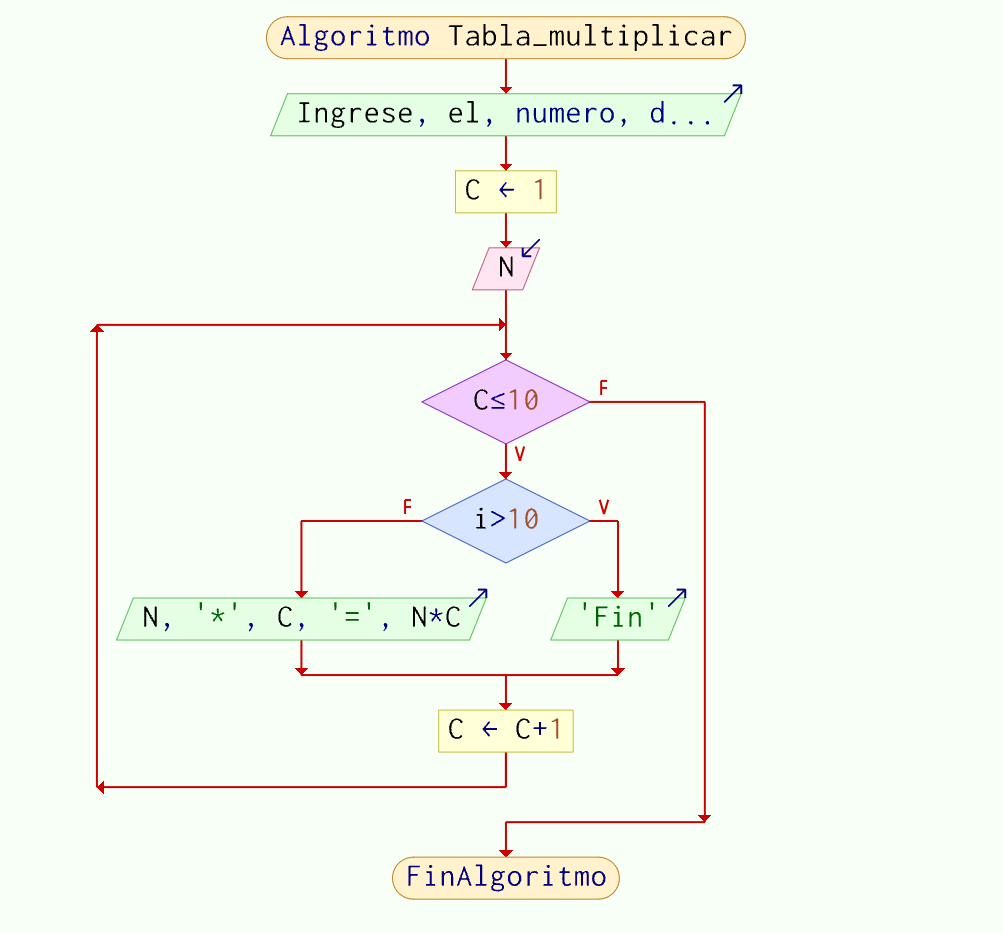 Algoritmo Tabla_multiplicar
Ingrese, el, numero, d...
C ← 1
N
C≤10
F
V
i>10
F
V
N, '*', C, '=', N*C
'Fin'
C ← C+1
FinAlgoritmo